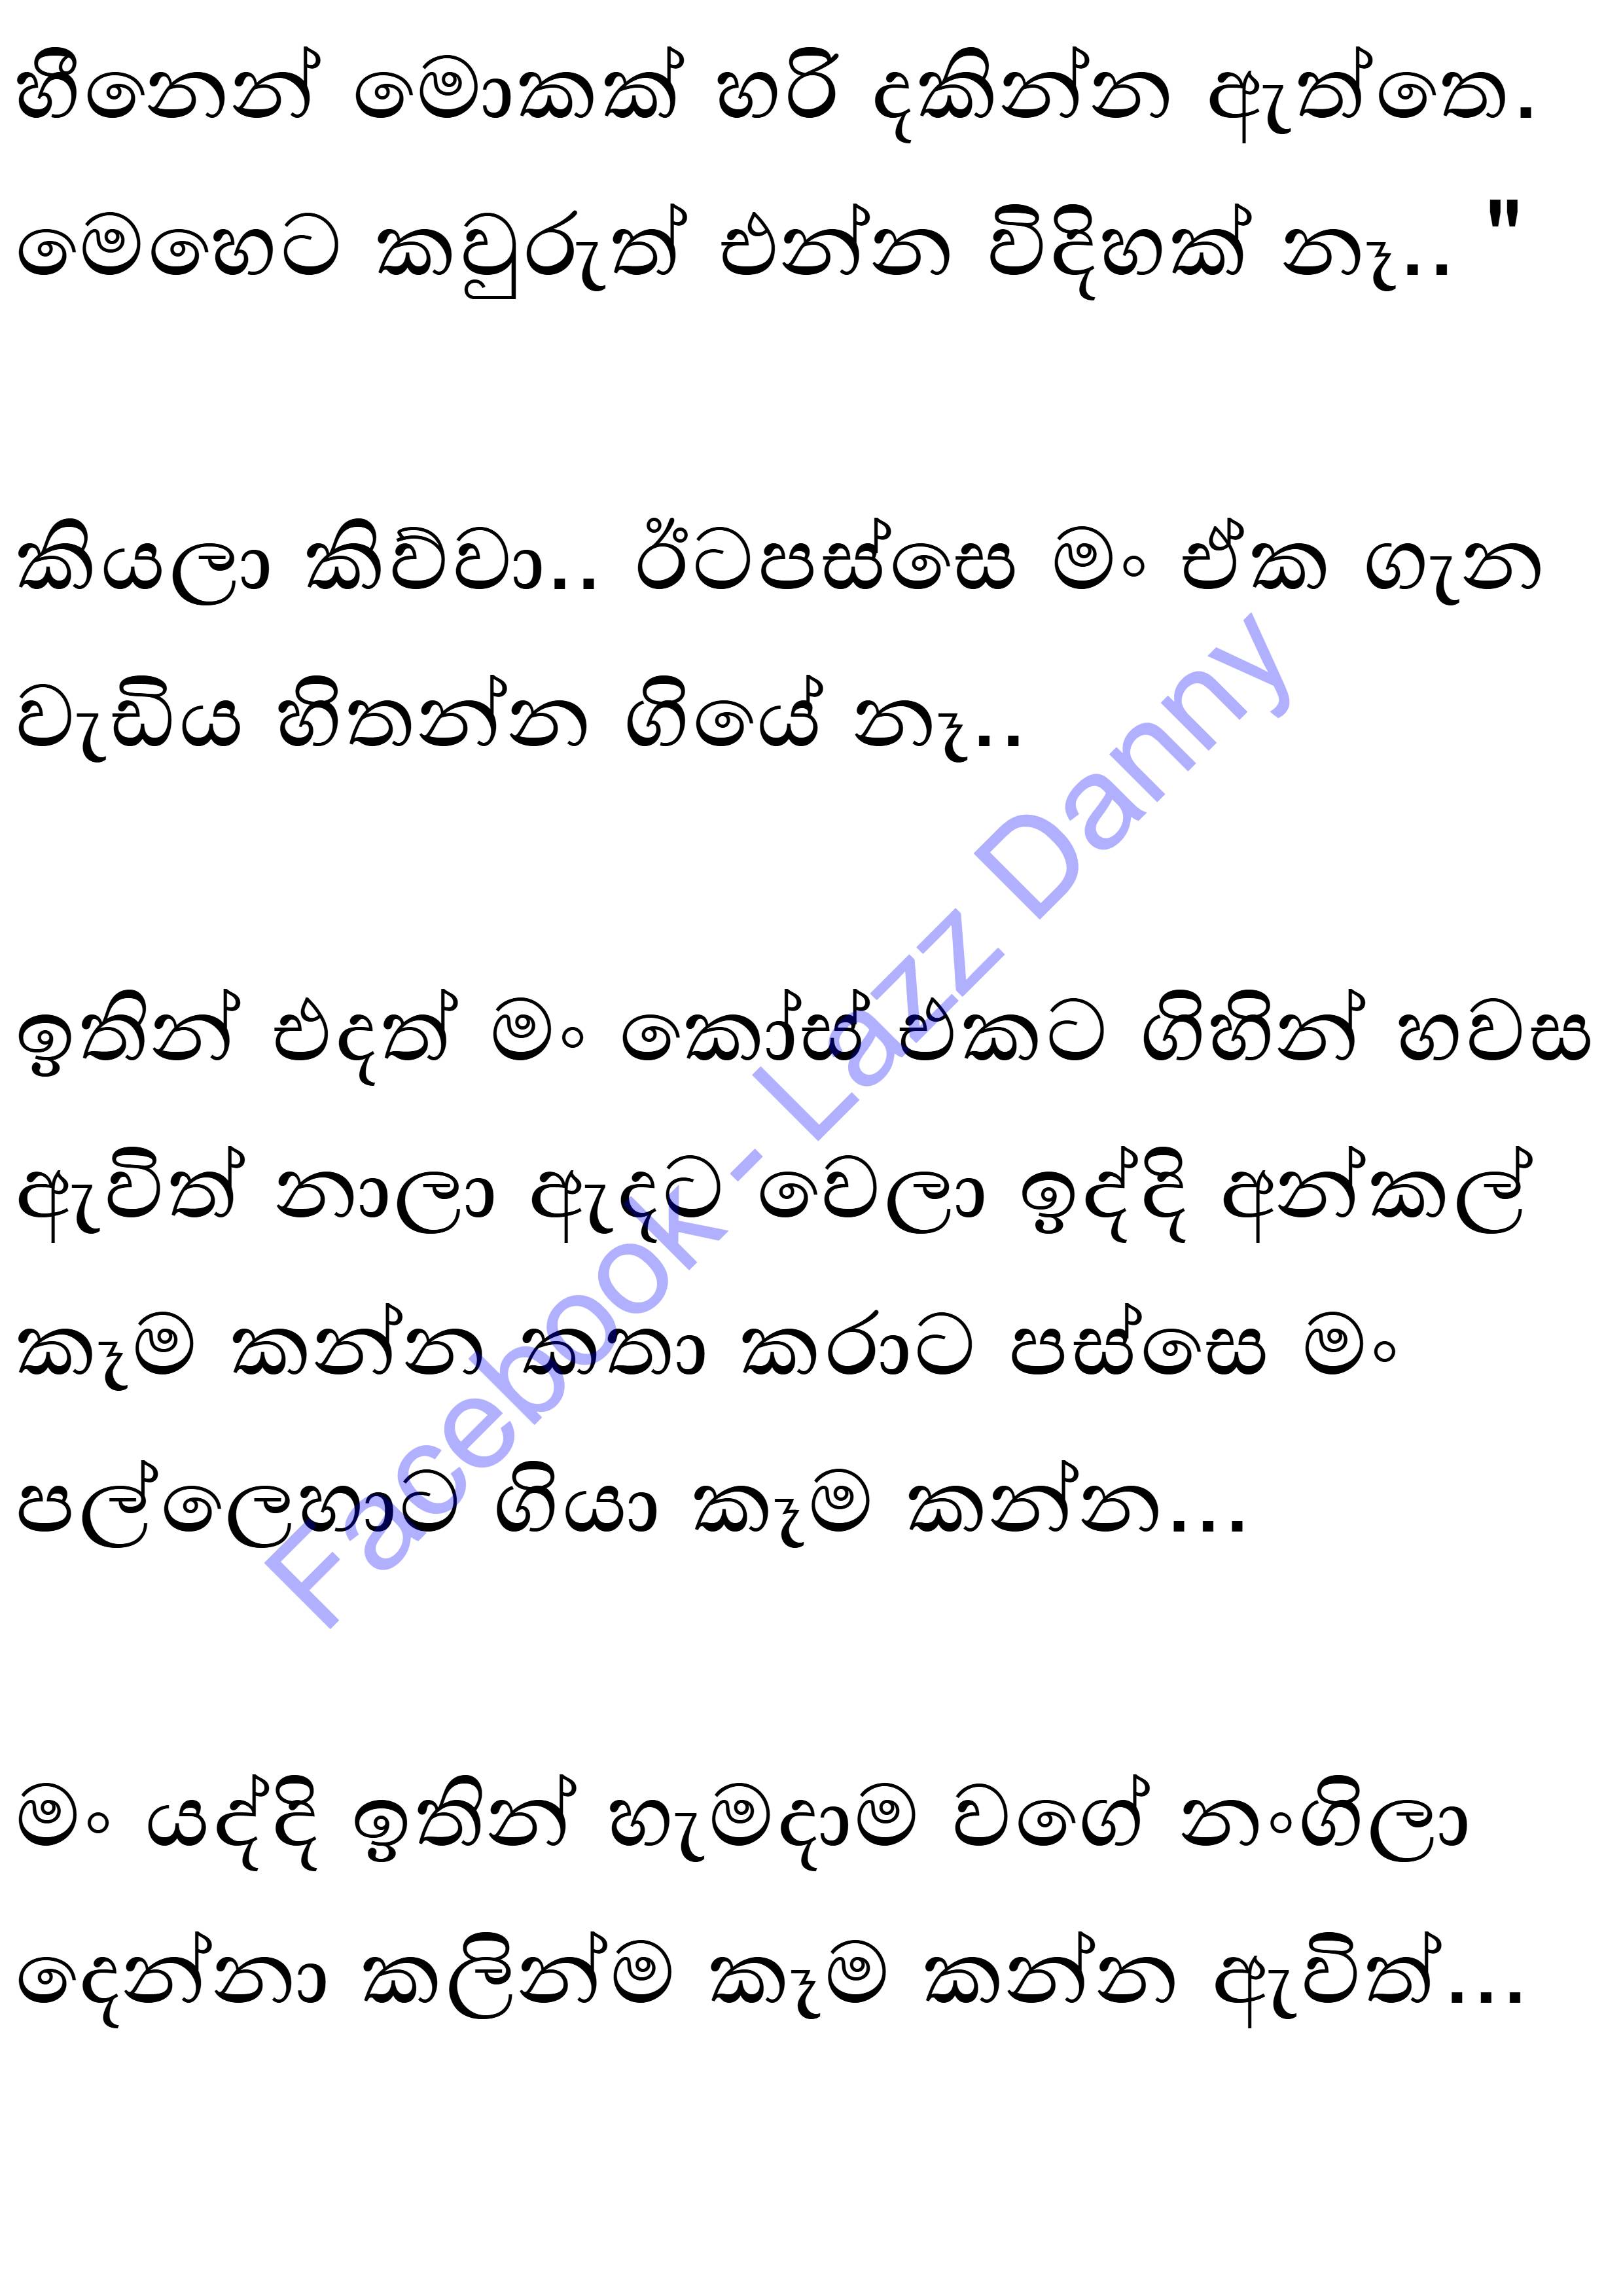 හීනෙන් මොකක් හරි දකින්න ඇත්තෙ.
මෙහෙට කවුරුත් එන්න විදිහක් නෑ.. "
කියලා කිව්වා.. ඊටපස්සෙ මං ඒක ගැන
වැඩිය හිතන්න ගියේ නෑ..
ඉතින් එදත් මං කෝස් එකට ගිහින් හවස
ඇවිත් නාලා ඇදට වෙලා ඉද්දි අන්කල්
කෑම කන්න කතා කරාට පස්සෙ මං
පල්ලෙහාට ගියා කෑම කන්න...
මං යද්දි ඉතින් හැමදාම වගේ නංගිලා
දෙන්නා කලින්ම කෑම කන්න ඇවිත්...
Facebook - Lazz Danny